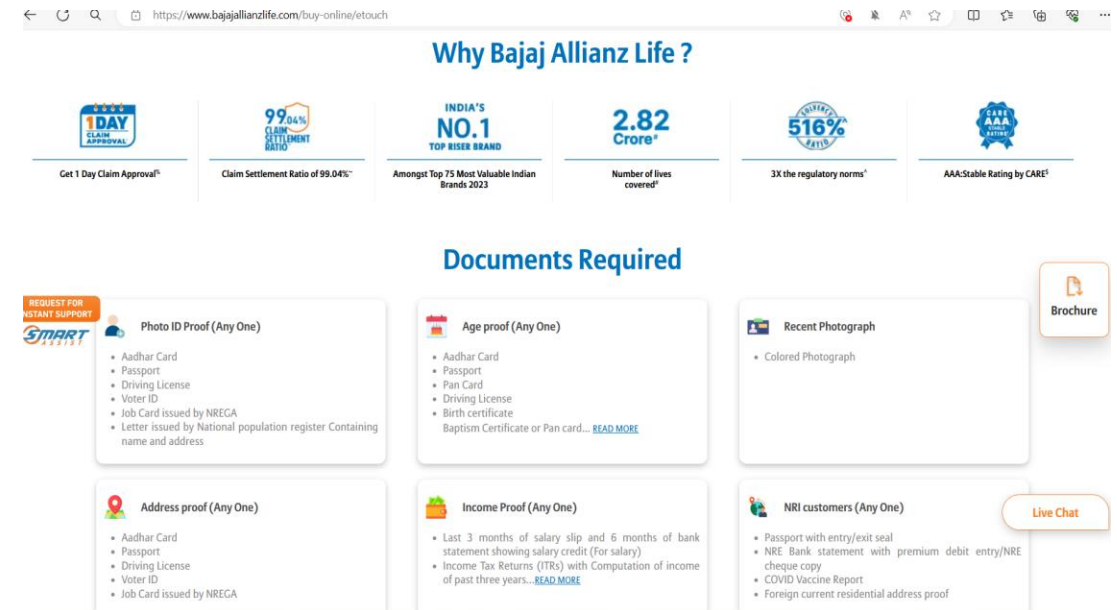 https://www.bajajallianzlife.com/buy-online/etouch
Why Bajaj Allianz Life ?
1DAY
CLAIM
APPROVAL
Get 1 Day Claim Approval
99.04%
CLAIM
SETTLEMENT
RATIO
Claim Settlement Ratio of 99.04%~
INDIA'S
NO.1
TOP RISER BRAND
Amongst Top 75 Most Valuable Indian
Brands 2023
2.82
Crore#
Number of lives
covered#
SOLVENCY
516%
RATIO
3X the regulatory norms^
CARE
AAA
STABLE
RATING
AAA:Stable Rating by CARE$
Documents Required
REQUEST FOR
NSTANT SUPPORT
SMART
ASSIST
Brochure
Photo ID Proof (Any One)
• Aadhar Card
• Passport
• Driving License
• Voter ID
• Job Card issued by NREGA
• Letter issued by National population register Containing
name and address
Age proof (Any One)
• Aadhar Card
• Passport
• Pan Card
• Driving License
• Birth certificate
Baptism Certificate or Pan card... READ MORE
Recent Photograph
• Colored Photograph
Address proof (Any One)
• Aadhar Card
• Passport
• Driving License
• Voter ID
• Job Card issued by NREGA
Income Proof (Any One)
• Last 3 months of salary slip and 6 months of bank
statement showing salary credit (For salary)
• Income Tax Returns (ITRs) with Computation of income
of past three years...READ MORE
NRI customers (Any One)
• Passport with entry/exit seal
• NRE Bank statement with premium debit entry/NRE
cheque copy
• COVID Vaccine Report
• Foreign current residential address proof
Live Chat